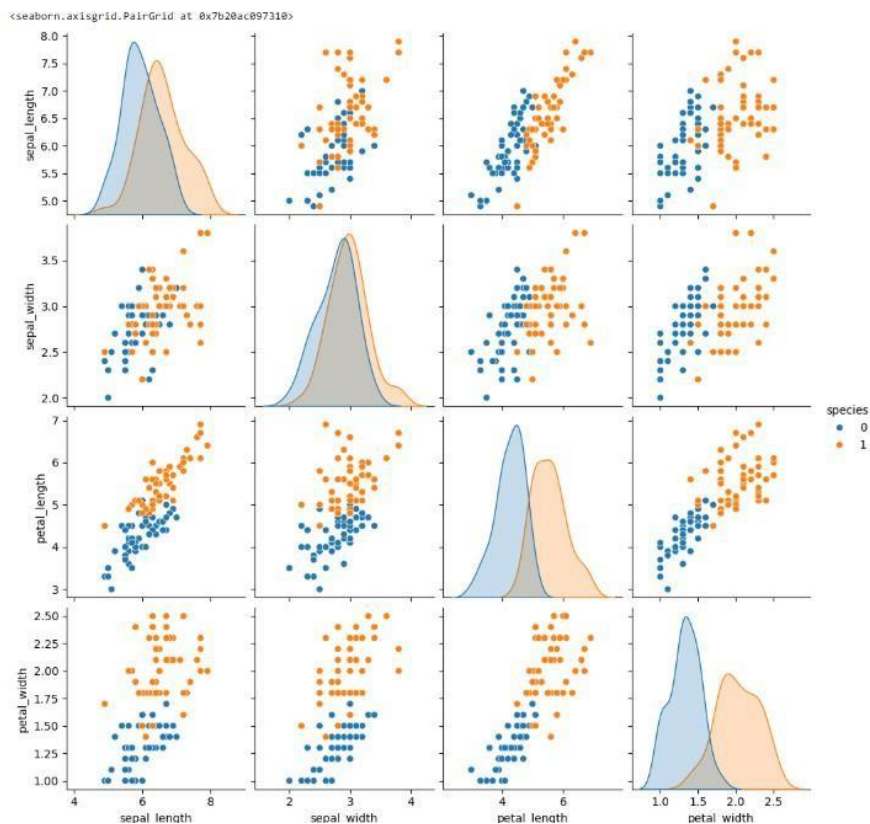 <seaborn.axisgrid.PairGrid at 0x7b20ac097310>
8.0
7.5
7.0
6.5
6.0
5.5
5.0
sepal_length
3.5
3.0
2.5
2.0
sepal_width
7
6
5
4
3
petal_length
species
0
1
2.50
2.25
2.00
1.75
1.50
1.25
1.00
petal_width
4 6 8
2 3 4
4 6
1.0 1.5 2.0 2.5
sepal_length sepal_width petal_length petal_width